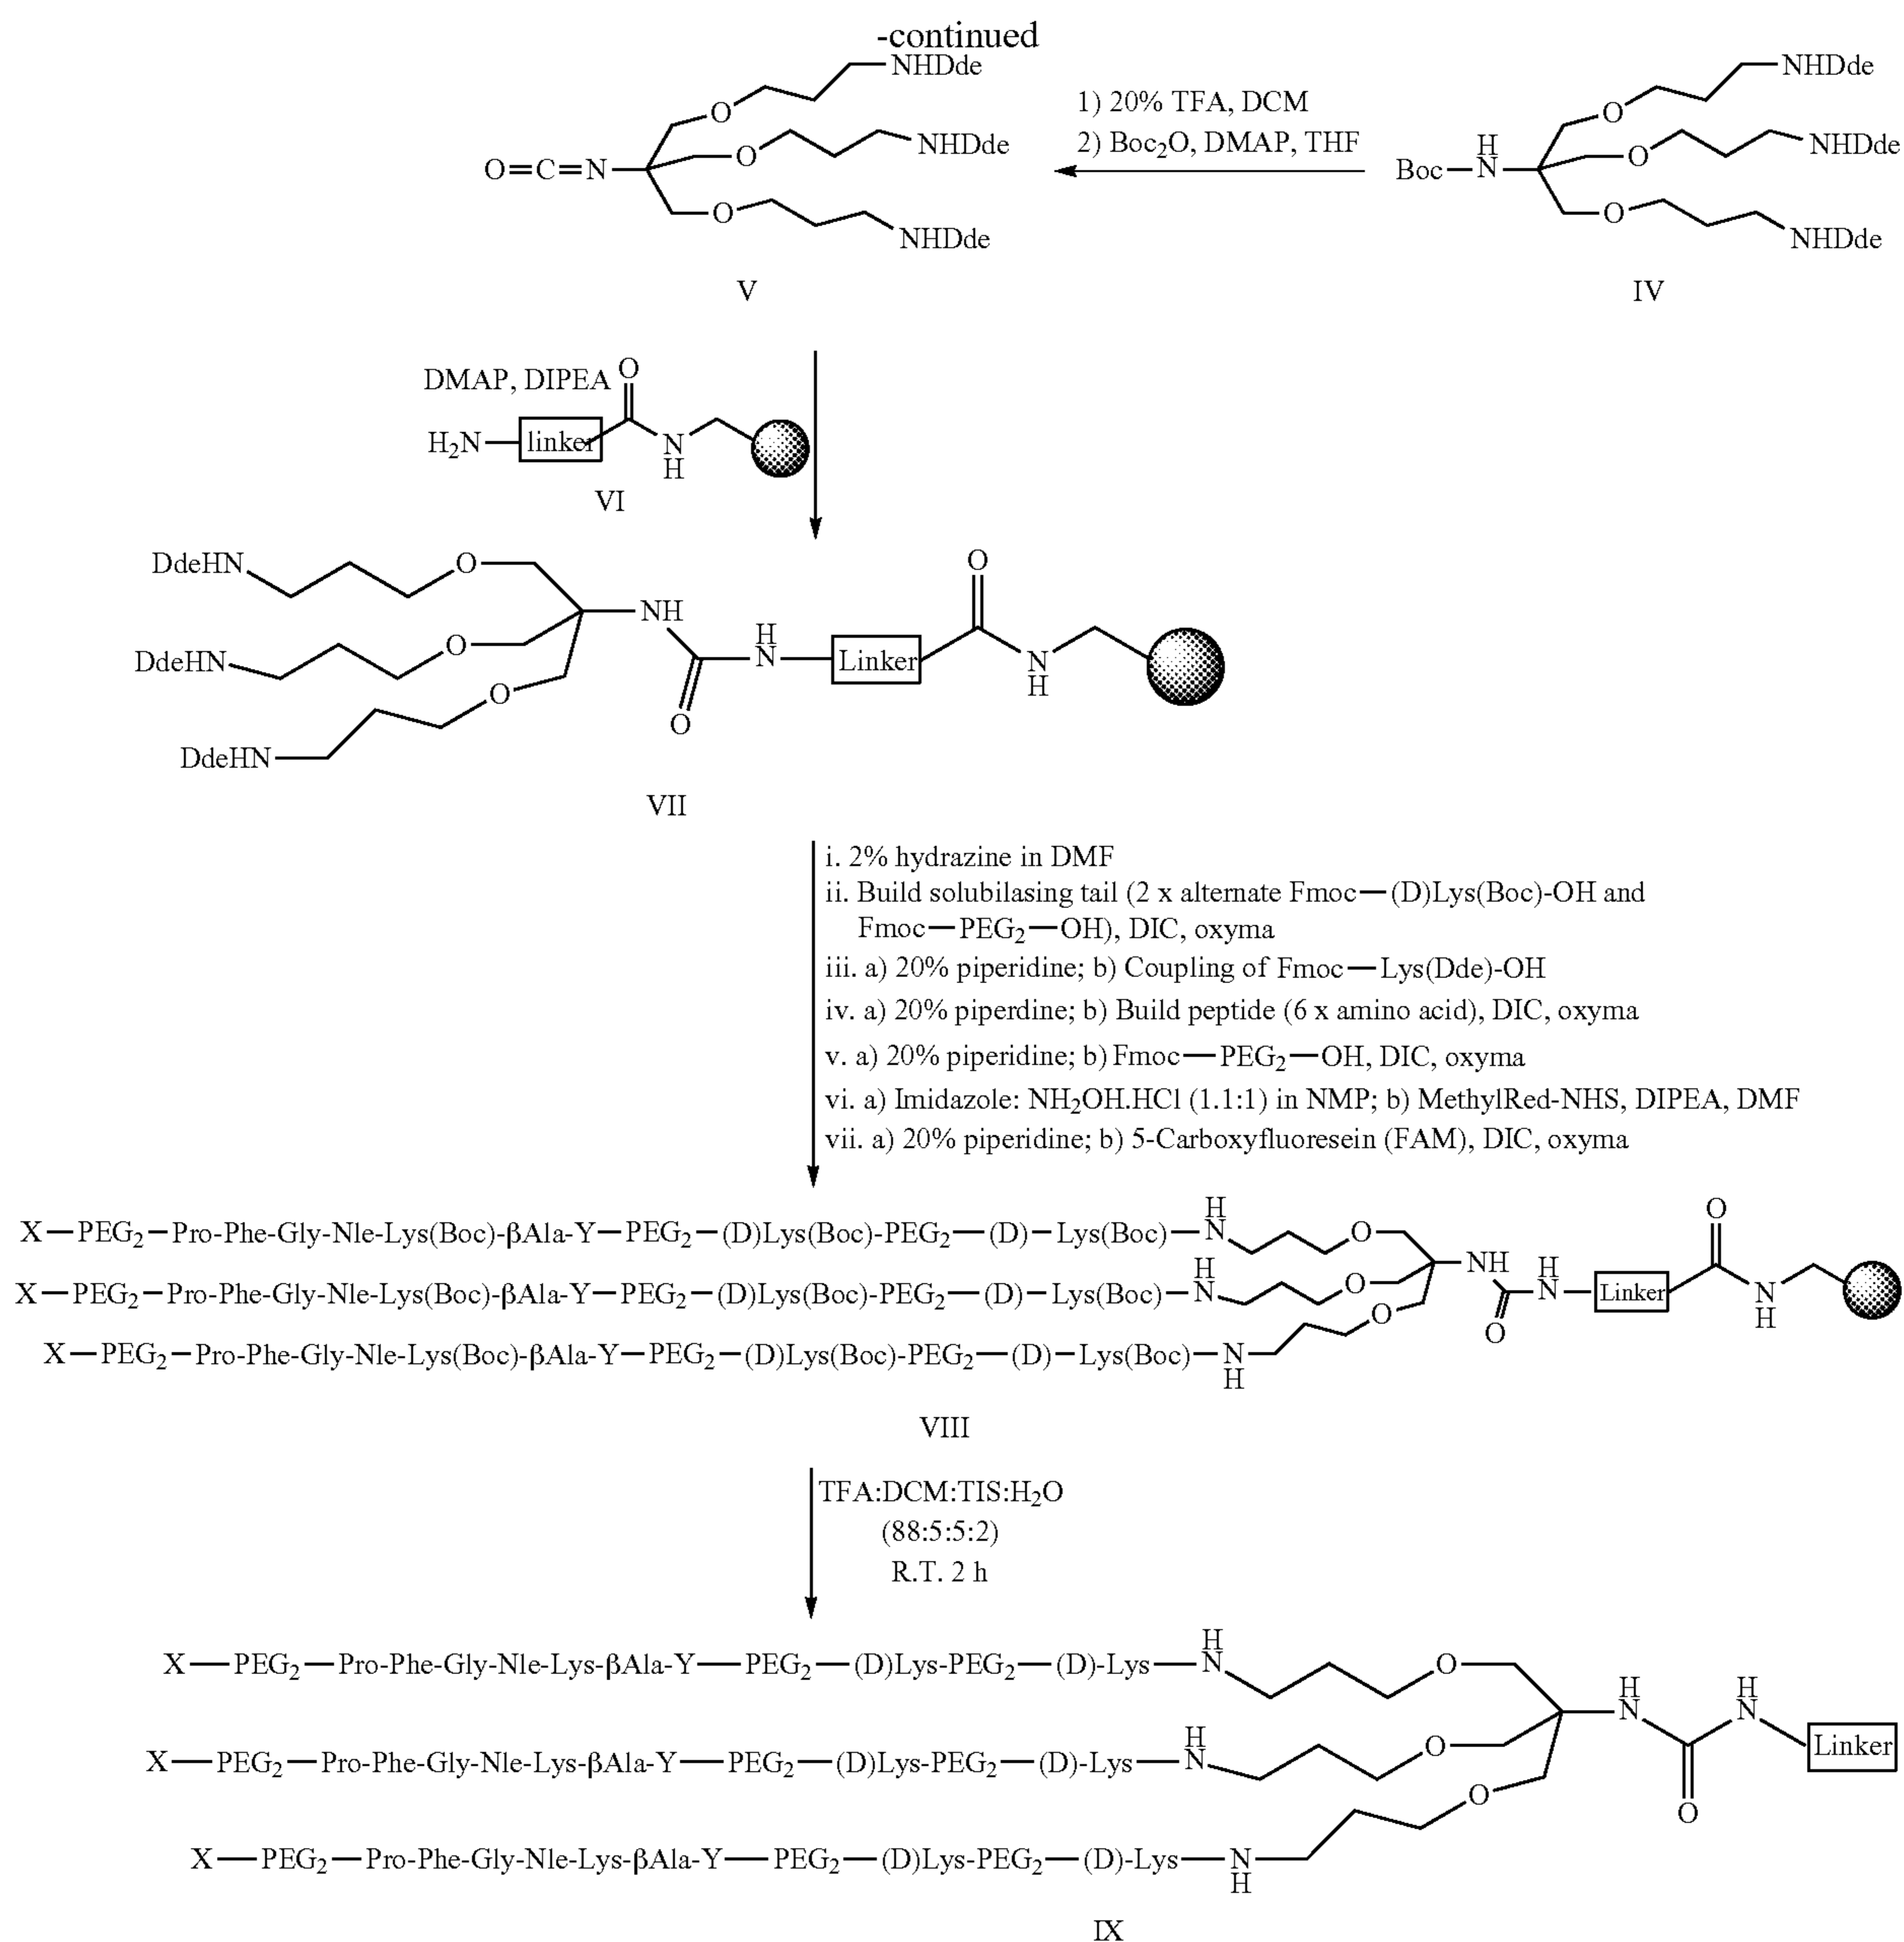 -continued
NHDde
O
NHDde
O=C=N
O
NHDde
O
V
1) 20% TFA, DCM
2) Boc₂O, DMAP, THF
NHDde
O
NHDde
Boc—N
H
O
NHDde
O
IV
DMAP, DIPEA
O
H₂N—linker
N
H
VI
DdeHN
O
DdeHN
O
DdeHN
O
NH
O
H
N
Linker
O
N
H
VII
i. 2% hydrazine in DMF
ii. Build solubilasing tail (2 x alternate Fmoc—(D)Lys(Boc)-OH and
Fmoc—PEG₂—OH), DIC, oxyma
iii. a) 20% piperidine; b) Coupling of Fmoc—Lys(Dde)-OH
iv. a) 20% piperdine; b) Build peptide (6 x amino acid), DIC, oxyma
v. a) 20% piperidine; b) Fmoc—PEG₂—OH, DIC, oxyma
vi. a) Imidazole: NH₂OH.HCl (1.1:1) in NMP; b) MethylRed-NHS, DIPEA, DMF
vii. a) 20% piperidine; b) 5-Carboxyfluoresein (FAM), DIC, oxyma
X—PEG₂—Pro-Phe-Gly-Nle-Lys(Boc)-βAla-Y—PEG₂—(D)Lys(Boc)-PEG₂—(D)—Lys(Boc)—N
H
O
X—PEG₂—Pro-Phe-Gly-Nle-Lys(Boc)-βAla-Y—PEG₂—(D)Lys(Boc)-PEG₂—(D)—Lys(Boc)—N
H
O
X—PEG₂—Pro-Phe-Gly-Nle-Lys(Boc)-βAla-Y—PEG₂—(D)Lys(Boc)-PEG₂—(D)—Lys(Boc)—N
H
O
NH
O
H
N
Linker
O
N
H
VIII
TFA:DCM:TIS:H₂O
(88:5:5:2)
R.T. 2 h
X—PEG₂—Pro-Phe-Gly-Nle-Lys-βAla-Y—PEG₂—(D)Lys-PEG₂—(D)-Lys—N
H
O
X—PEG₂—Pro-Phe-Gly-Nle-Lys-βAla-Y—PEG₂—(D)Lys-PEG₂—(D)-Lys—N
H
O
X—PEG₂—Pro-Phe-Gly-Nle-Lys-βAla-Y—PEG₂—(D)Lys-PEG₂—(D)-Lys—N
H
O
H
N
O
H
N
Linker
IX